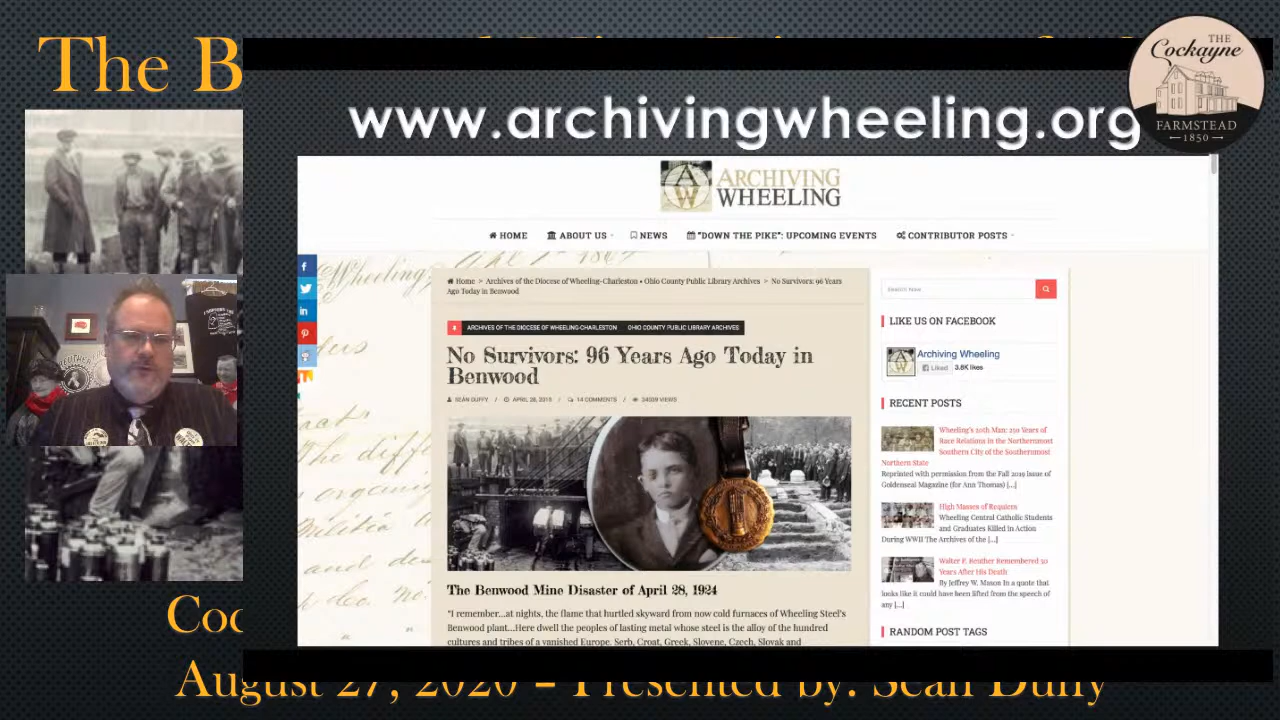 The B
THE
Cockayne
FARMSTEAD
1850
www.archivingwheeling.org
AW ARCHIVING
WHEELING
HOME ABOUT US NEWS "DOWN THE PIKE": UPCOMING EVENTS CONTRIBUTOR POSTS
Home > Archives of the Diocese of Wheeling-Charleston • Ohio County Public Library Archives > No Survivors: 96 Years
Ago Today in Benwood
Search Now
ARCHIVES OF THE DIOCESE OF WHEELING-CHARLESTON OHIO COUNTY PUBLIC LIBRARY ARCHIVES
LIKE US ON FACEBOOK
No Survivors: 96 Years Ago Today in
Benwood
Archiving Wheeling
Liked 3.8K likes
SEÁN DUFFY / APRIL 28, / 14 COMMENTS / VIEWS
RECENT POSTS
Wheeling's 20th Man: 250 Years of
Race Relations in the Northernmost
Southern City of the Southernmost
Northern State
Reprinted with permission from the Fall 2019 issue of
Goldenseal Magazine (for Ann Thomas) [...]
High Masses of Requiem
Wheeling Central Catholic Students
and Graduates Killed in Action
During WWII The Archives of the [...]
Walter P. Reuther Remembered 50
Years After His Death
By Jeffrey W. Mason In a quote that
looks like it could have been lifted from the speech of
any [...]
The Benwood Mine Disaster of April 28, 1924
"I remember...at nights, the flame that hurtled skyward from now cold furnaces of Wheeling Steel's
Benwood plant...Here dwell the peoples of lasting metal whose steel is the alloy of the hundred
cultures and tribes of a vanished Europe. Serb, Croat, Greek, Slovene, Czech, Slovak and
RANDOM POST TAGS
Coc
August 27, 2020 – Presented by: Seán Duffy